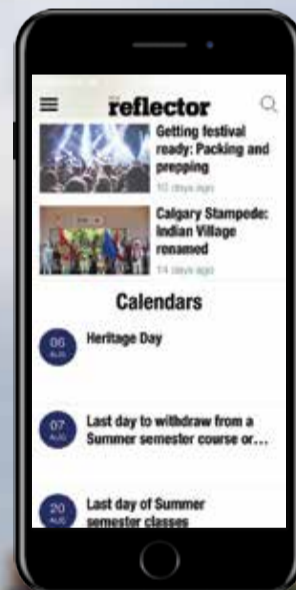 the
reflector
Getting festival
ready: Packing and
prepping
10 days ago
Calgary Stampede:
Indian Village
renamed
14 days ago
Calendars
06
AUG
Heritage Day
07
AUG
Last day to withdraw from a
Summer semester course or...
20
AUG
Last day of Summer
semester classes